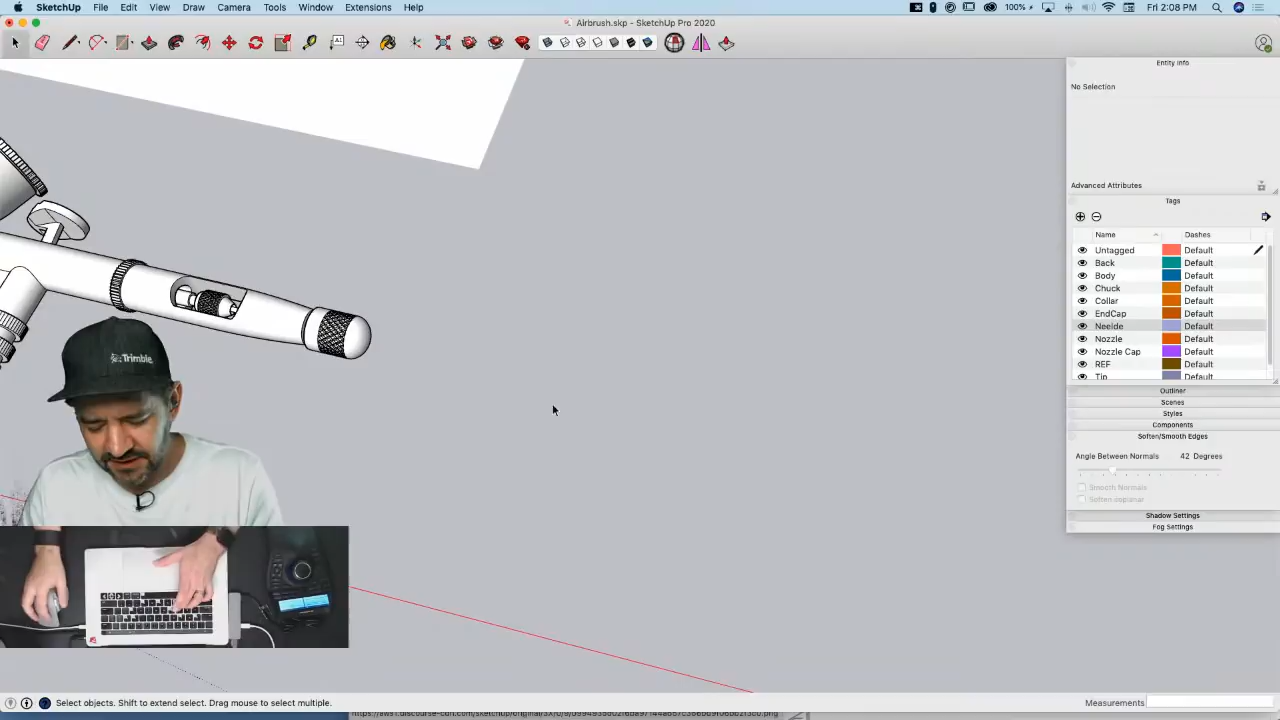 SketchUp File Edit View Draw Camera Tools Window Extensions Help 100% Fri 2:08 PM
Airbrush.skp - SketchUp Pro 2020
Entity Info
No Selection
Advanced Attributes
Tags
Name Dashes
Untagged Default
Back Default
Body Default
Chuck Default
Collar Default
EndCap Default
Neelde Default
Nozzle Default
Nozzle Cap Default
REF Default
Tip Default
Outliner
Scenes
Styles
Components
Soften/Smooth Edges
Angle Between Normals 42 Degrees
Smooth Normals
Soften coplanar
Shadow Settings
Fog Settings
Trimble
Select objects. Shift to extend select. Drag mouse to select multiple.
Measurements